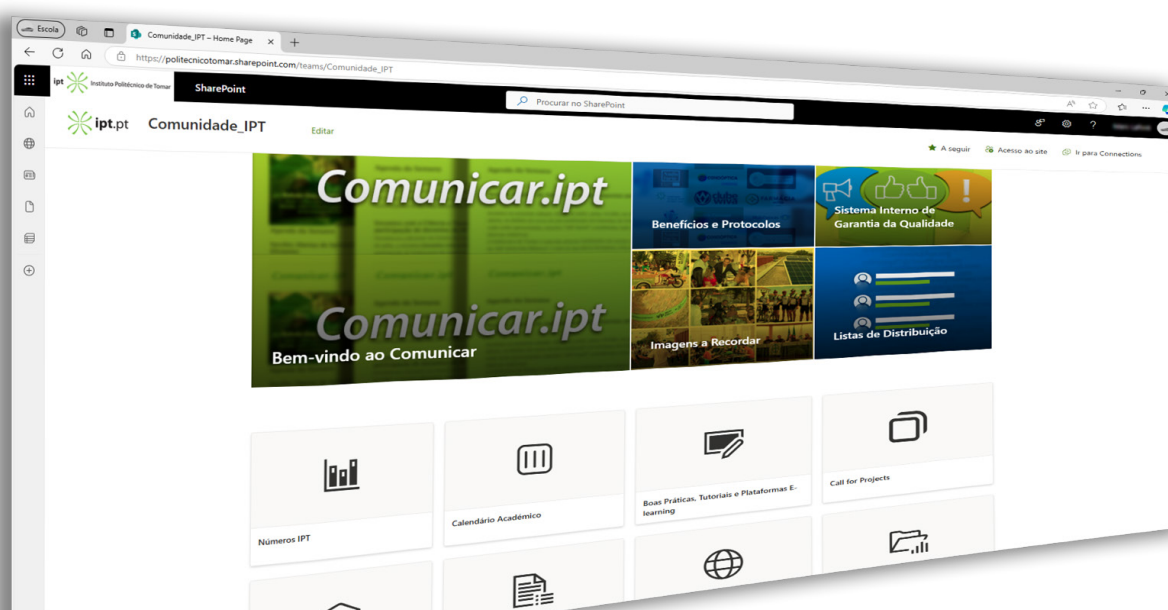 Escola
Comunidade_IPT – Home Page
https://politecnicotomar.sharepoint.com/teams/Comunidade_IPT
ipt
Instituto Politécnico de Tomar
SharePoint
Procurar no SharePoint
ipt.pt
Comunidade_IPT
Editar
A seguir
Acesso ao site
Ir para Connections
Comunicar.ipt
Comunicar.ipt
Bem-vindo ao Comunicar
Benefícios e Protocolos
Sistema Interno de
Garantia da Qualidade
Imagens a Recordar
Listas de Distribuição
Números IPT
Calendário Académico
Boas Práticas, Tutoriais e Plataformas E-
learning
Call for Projects